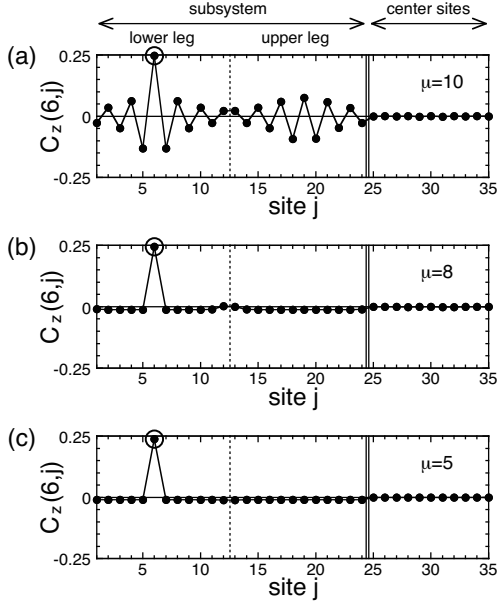 subsystem center sites
lower leg upper leg
(a) 0.25
μ=10
0
-0.25
C_z(6,j)
5 10 15 20 25 30 35
site j
(b) 0.25
μ=8
0
-0.25
C_z(6,j)
5 10 15 20 25 30 35
site j
(c) 0.25
μ=5
0
-0.25
C_z(6,j)
5 10 15 20 25 30 35
site j